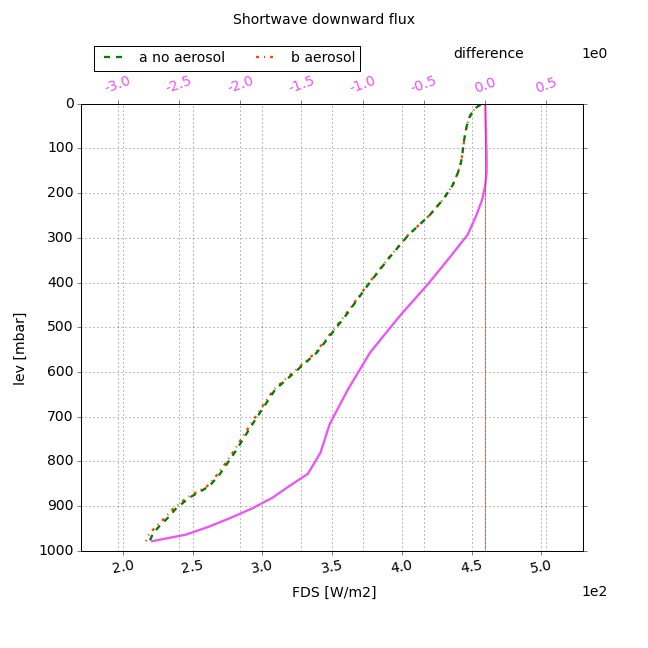 Shortwave downward flux
a no aerosol b aerosol difference 1e0
-3.0 -2.5 -2.0 -1.5 -1.0 -0.5 0.0 0.5
0
100
200
300
400
500
600
700
800
900
1000
lev [mbar]
2.0 2.5 3.0 3.5 4.0 4.5 5.0
FDS [W/m2] 1e2